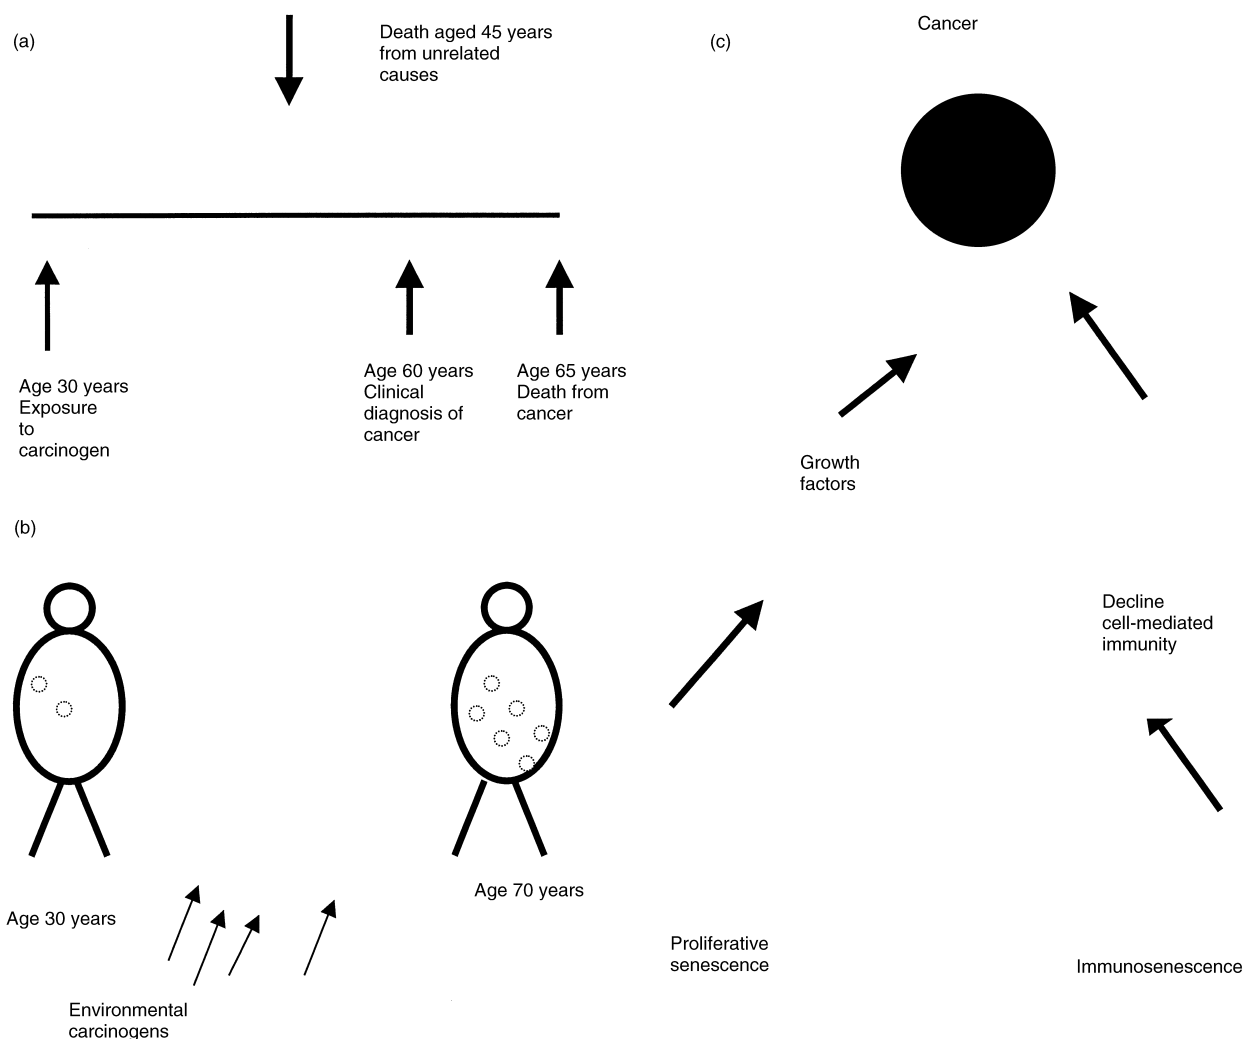 (a)
Death aged 45 years
from unrelated
causes
Age 30 years
Exposure
to
carcinogen
Age 60 years
Clinical
diagnosis of
cancer
Age 65 years
Death from
cancer
(b)
Age 30 years
Age 70 years
Environmental
carcinogens
(c)
Cancer
Growth
factors
Decline
cell-mediated
immunity
Proliferative
senescence
Immunosenescence